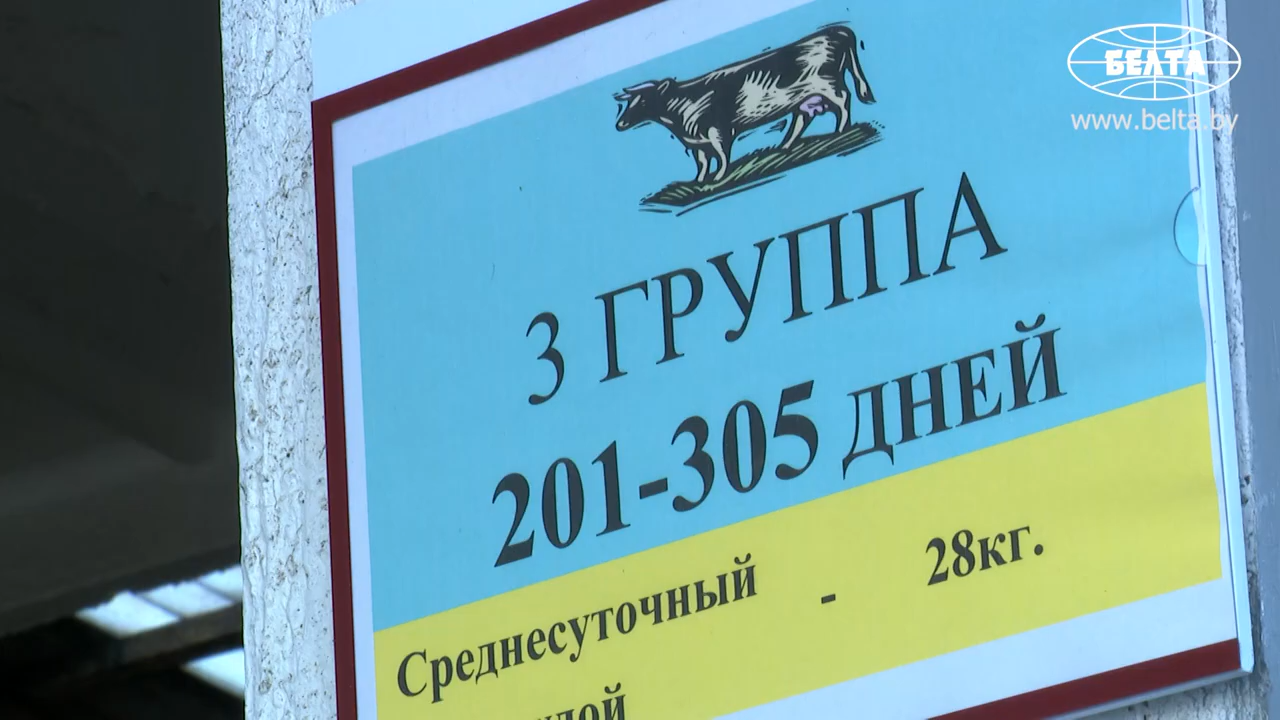 БЕЛТА
www.belta.by
3 ГРУППА
201-305 ДНЕЙ
Среднесуточный - 28кг.